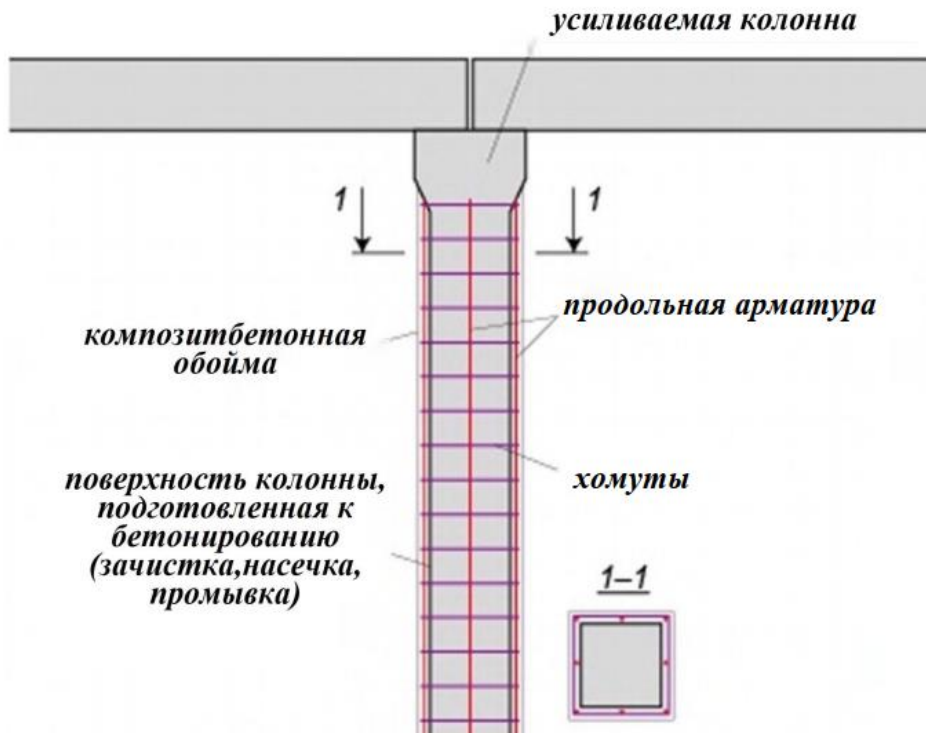 усиливаемая колонна
1
1
продольная арматура
композитбетонная
обойма
хомуты
поверхность колонны,
подготовленная к
бетонированию
(зачистка,насечка,
промывка)
1–1